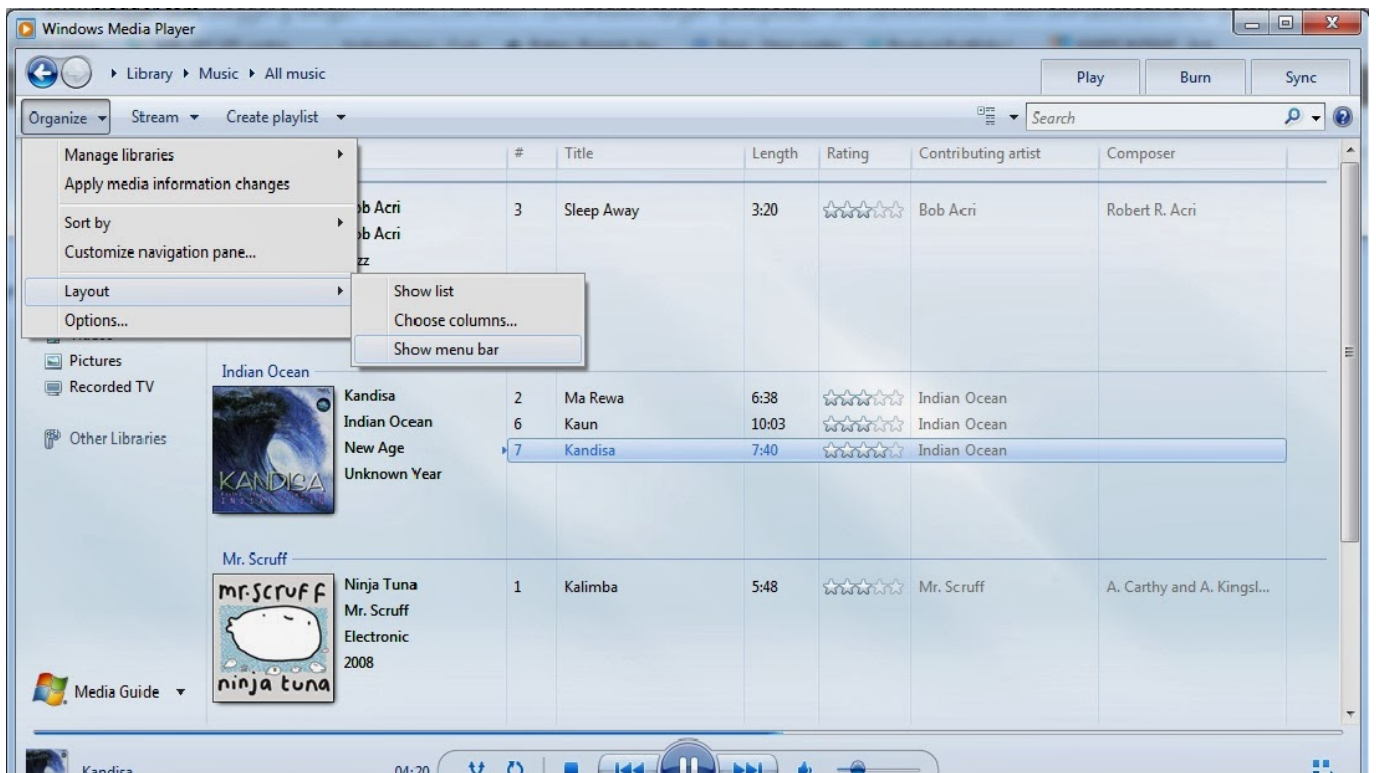 Windows Media Player
Library Music All music
Play Burn Sync
Organize Stream Create playlist
Search
Manage libraries
Apply media information changes
Sort by
Customize navigation pane...
Layout
Options...
Show list
Choose columns...
Show menu bar
Pictures
Recorded TV
Other Libraries
Media Guide
# Title Length Rating Contributing artist Composer
3 Sleep Away 3:20 Bob Acri Robert R. Acri
Indian Ocean
KANDISA
Kandisa
Indian Ocean
New Age
Unknown Year
2 Ma Rewa 6:38 Indian Ocean
6 Kaun 10:03 Indian Ocean
7 Kandisa 7:40 Indian Ocean
Mr. Scruff
mr.scruff
ninja tuna
Ninja Tuna
Mr. Scruff
Electronic
2008
1 Kalimba 5:48 Mr. Scruff A. Carthy and A. Kingsl...
Kandisa 04:20